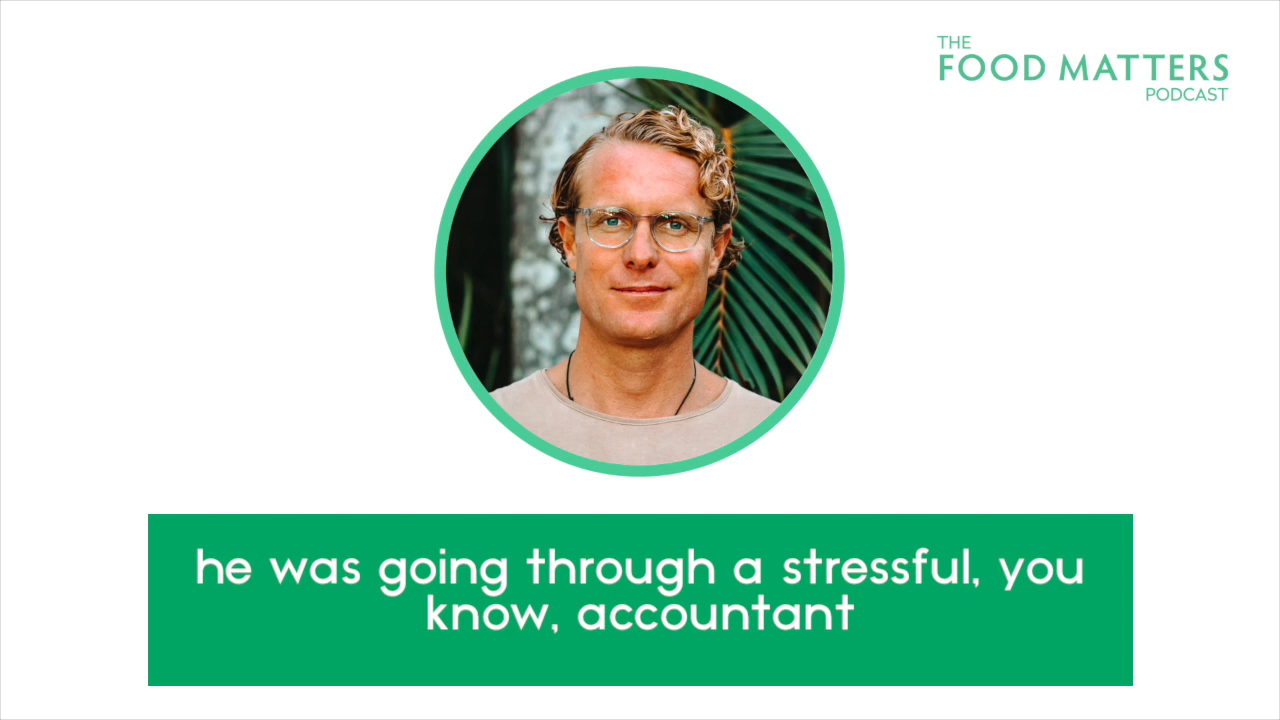 THE
FOOD MATTERS
PODCAST
he was going through a stressful, you
know, accountant